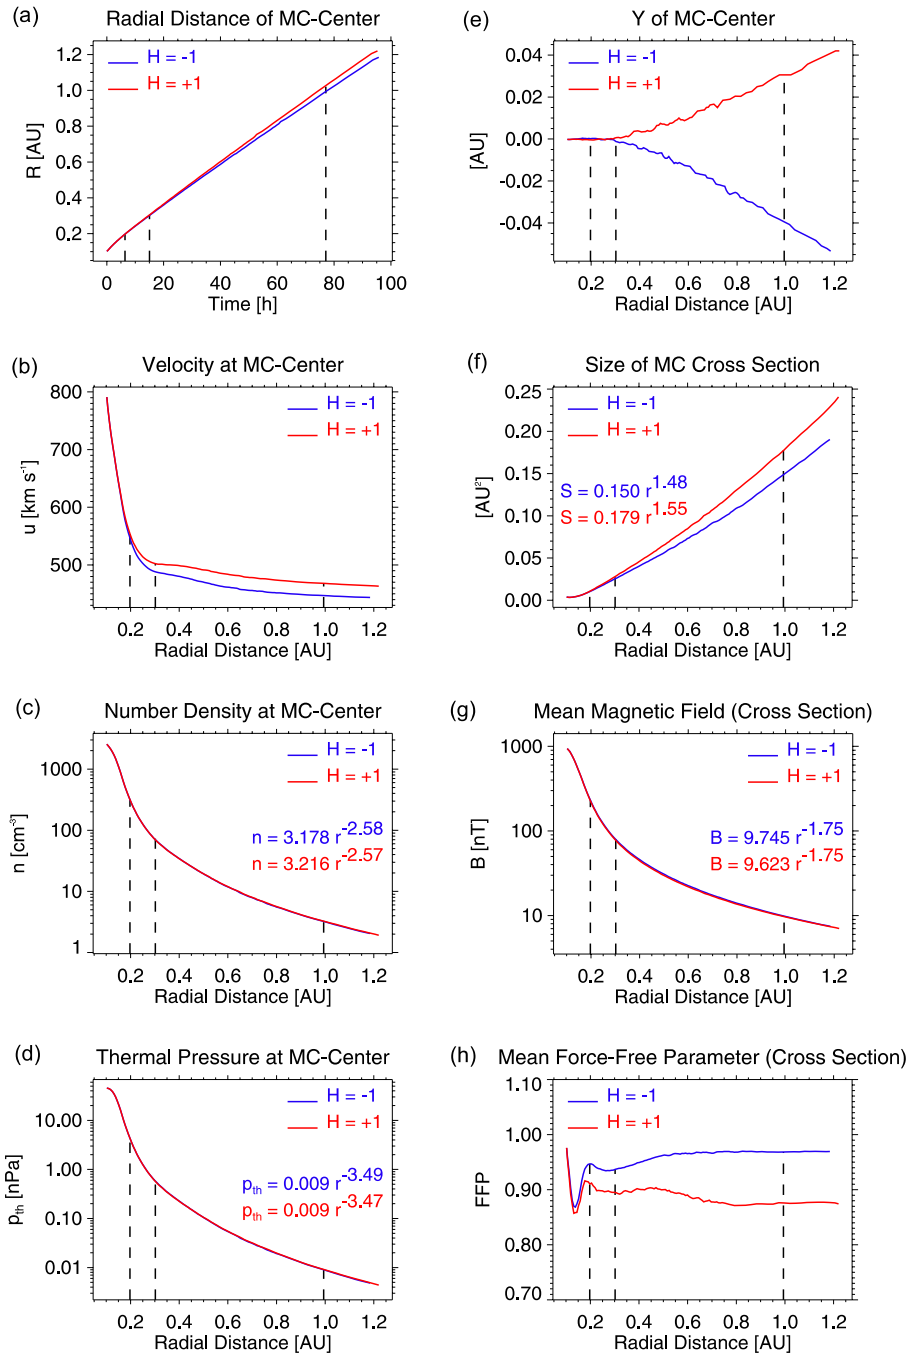 (a) Radial Distance of MC-Center
1.2
1.0
0.8
0.6
0.4
0.2
R [AU]
H = -1
H = +1
0 20 40 60 80 100
Time [h]
(e) Y of MC-Center
0.04
0.02
0.00
-0.02
-0.04
[AU]
H = -1
H = +1
0.2 0.4 0.6 0.8 1.0 1.2
Radial Distance [AU]
(b) Velocity at MC-Center
800
700
600
500
u [km s⁻¹]
H = -1
H = +1
0.2 0.4 0.6 0.8 1.0 1.2
Radial Distance [AU]
(f) Size of MC Cross Section
0.25
0.20
0.15
0.10
0.05
0.00
[AU²]
H = -1
H = +1
S = 0.150 r^1.48
S = 0.179 r^1.55
0.2 0.4 0.6 0.8 1.0 1.2
Radial Distance [AU]
(c) Number Density at MC-Center
1000
100
10
1
n [cm⁻³]
H = -1
H = +1
n = 3.178 r^-2.58
n = 3.216 r^-2.57
0.2 0.4 0.6 0.8 1.0 1.2
Radial Distance [AU]
(g) Mean Magnetic Field (Cross Section)
1000
100
10
B [nT]
H = -1
H = +1
B = 9.745 r^-1.75
B = 9.623 r^-1.75
0.2 0.4 0.6 0.8 1.0 1.2
Radial Distance [AU]
(d) Thermal Pressure at MC-Center
10.00
1.00
0.10
0.01
p_th [nPa]
H = -1
H = +1
p_th = 0.009 r^-3.49
p_th = 0.009 r^-3.47
0.2 0.4 0.6 0.8 1.0 1.2
Radial Distance [AU]
(h) Mean Force-Free Parameter (Cross Section)
1.10
1.00
0.90
0.80
0.70
FFP
H = -1
H = +1
0.2 0.4 0.6 0.8 1.0 1.2
Radial Distance [AU]